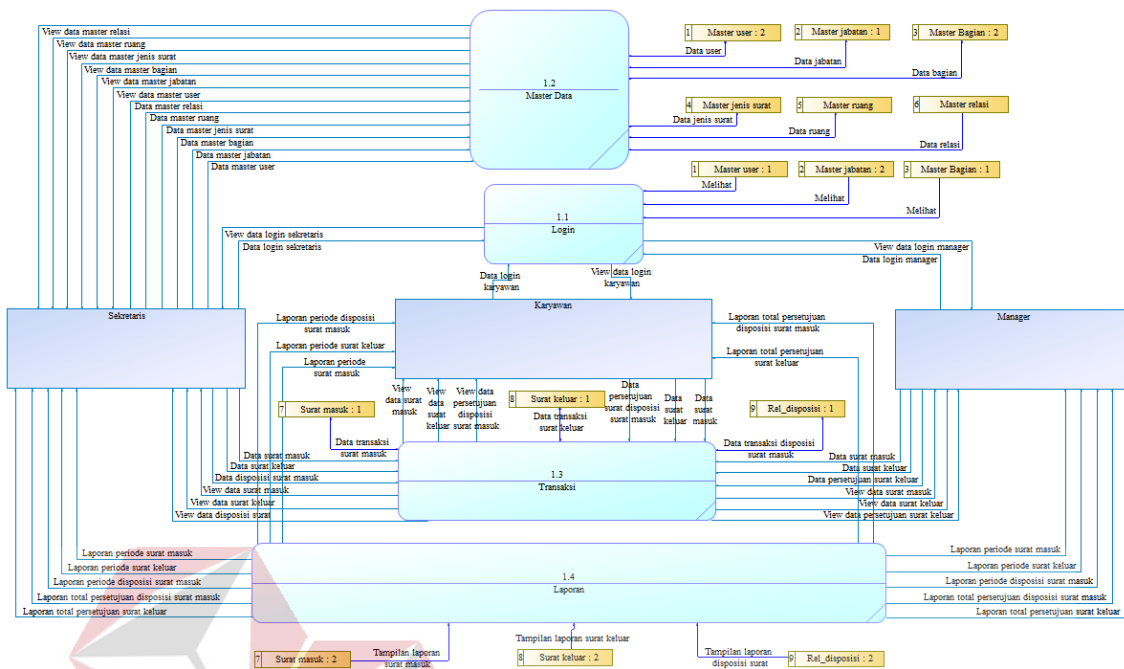 View data master relasi
View data master ruang
View data master jenis surat
View data master bagian
View data master jabatan
View data master user
Data master relasi
Data master ruang
Data master jenis surat
Data master bagian
Data master jabatan
Data master user
1.2
Master Data
1 Master user : 2
2 Master jabatan : 1
3 Master Bagian : 2
Data user
Data jabatan
Data bagian
4 Master jenis surat
5 Master ruang
6 Master relasi
Data jenis surat
Data ruang
Data relasi
1 Master user : 1
2 Master jabatan : 2
3 Master Bagian : 1
Melihat
Melihat
Melihat
1.1
Login
View data login sekretaris
Data login sekretaris
View data login manager
Data login manager
Data login
karyawan
View data login
karyawan
Sekretaris
Karyawan
Manager
Laporan periode disposisi
surat masuk
Laporan periode surat keluar
Laporan periode
surat masuk
Laporan total persetujuan
disposisi surat masuk
Laporan total persetujuan
surat keluar
View
data surat
masuk
View
data
surat
keluar
View data
persetujuan
disposisi
surat masuk
Data
persetujuan
surat disposisi
surat masuk
Data
surat
keluar
Data
surat
masuk
7 Surat masuk : 1
8 Surat keluar : 1
9 Rel_disposisi : 1
Data transaksi
surat masuk
Data transaksi
surat keluar
Data transaksi disposisi
surat masuk
1.3
Transaksi
Data surat masuk
Data surat keluar
Data disposisi surat masuk
View data surat masuk
View data surat keluar
View data disposisi surat
Data surat masuk
Data surat keluar
Data persetujuan surat keluar
View data surat masuk
View data surat keluar
View data persetujuan surat keluar
1.4
Laporan
Laporan periode surat masuk
Laporan periode surat keluar
Laporan periode disposisi surat masuk
Laporan total persetujuan disposisi surat masuk
Laporan total persetujuan surat keluar
Laporan periode surat masuk
Laporan periode surat keluar
Laporan periode disposisi surat masuk
Laporan total persetujuan disposisi surat masuk
Laporan total persetujuan surat keluar
7 Surat masuk : 2
Tampilan laporan
surat masuk
Tampilan laporan surat keluar
8 Surat keluar : 2
Tampilan laporan
disposisi surat
9 Rel_disposisi : 2